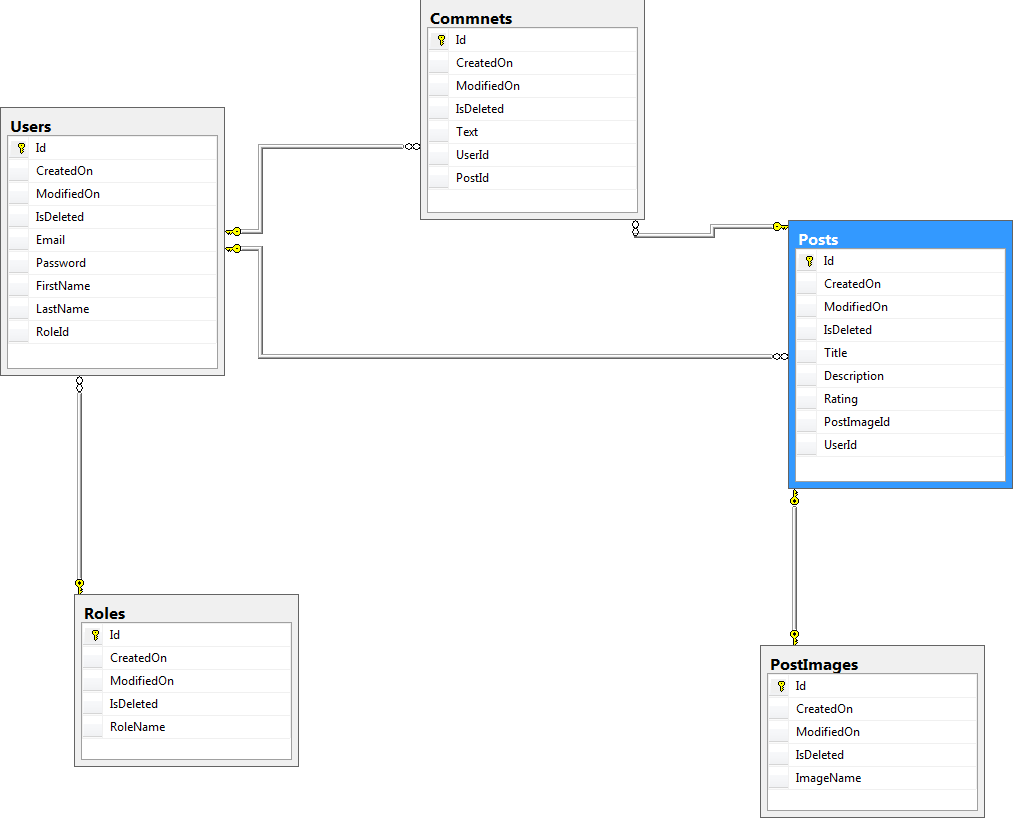 Commnets
Id
CreatedOn
ModifiedOn
IsDeleted
Text
UserId
PostId
Users
Id
CreatedOn
ModifiedOn
IsDeleted
Email
Password
FirstName
LastName
RoleId
Posts
Id
CreatedOn
ModifiedOn
IsDeleted
Title
Description
Rating
PostImageId
UserId
Roles
Id
CreatedOn
ModifiedOn
IsDeleted
RoleName
PostImages
Id
CreatedOn
ModifiedOn
IsDeleted
ImageName